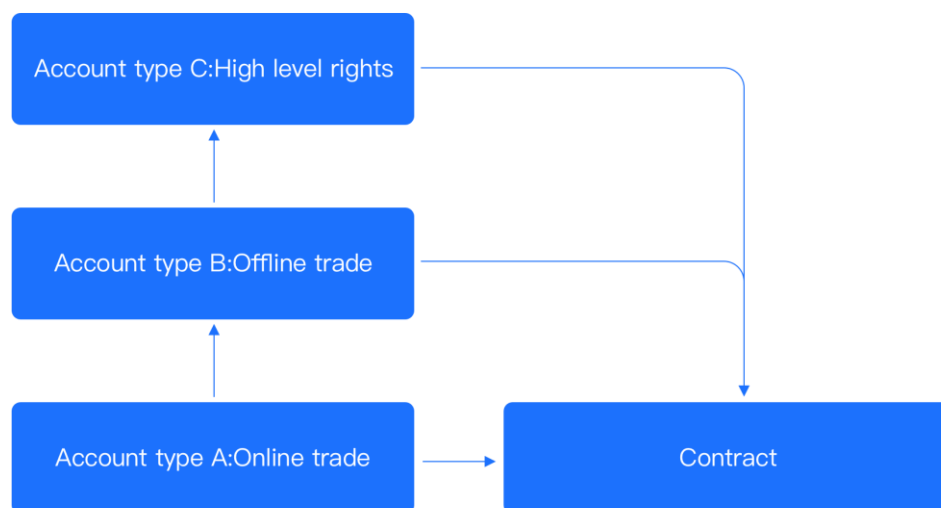 Account type C:High level rights
Account type B:Offline trade
Account type A:Online trade
Contract